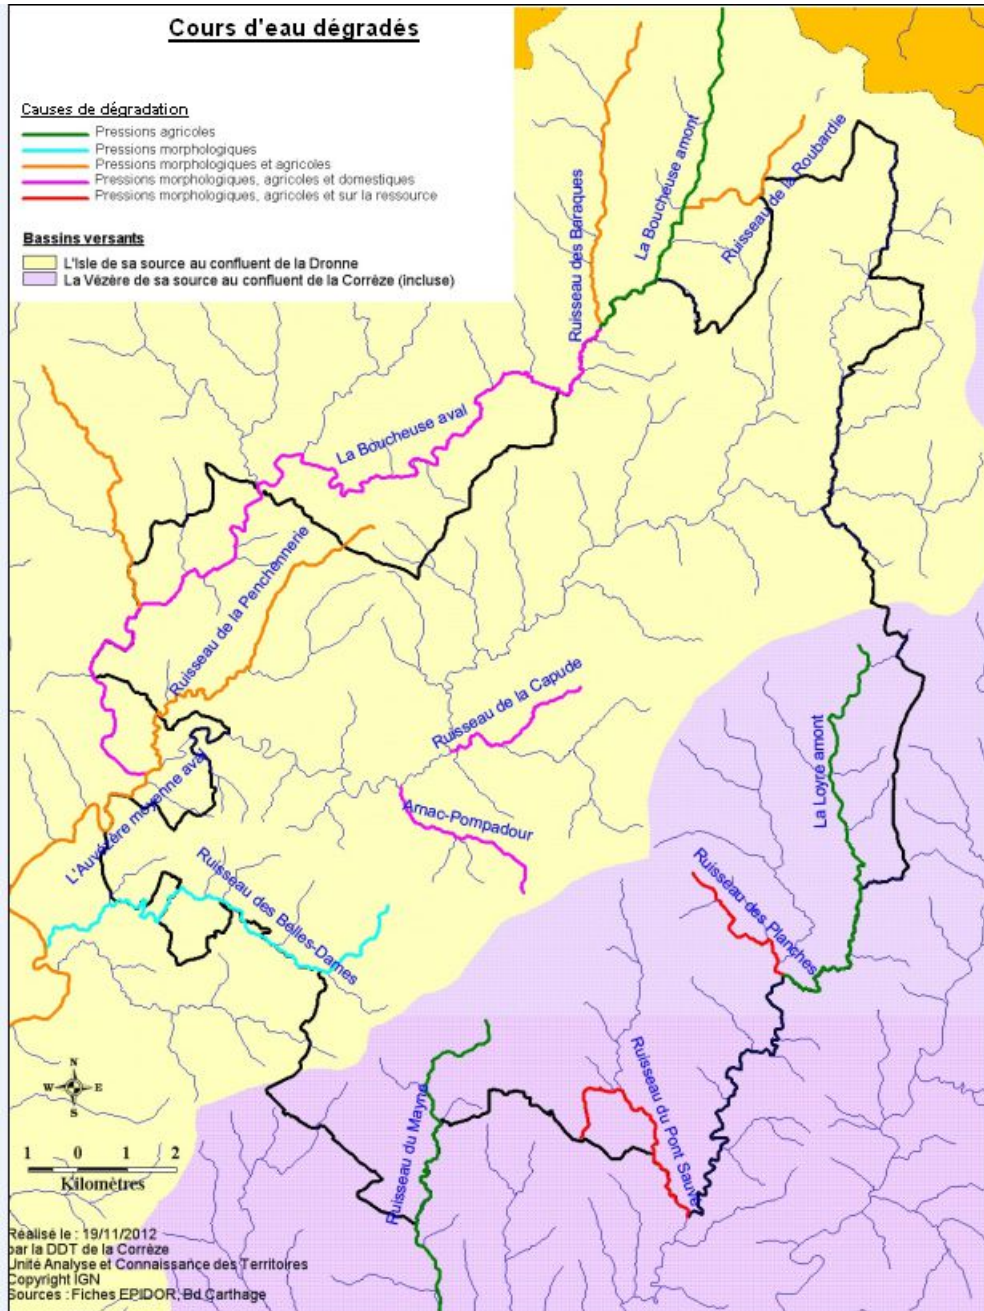 Cours d'eau dégradés
Causes de dégradation
Pressions agricoles
Pressions morphologiques
Pressions morphologiques et agricoles
Pressions morphologiques, agricoles et domestiques
Pressions morphologiques, agricoles et sur la ressource
Bassins versants
L'Isle de sa source au confluent de la Dronne
La Vézère de sa source au confluent de la Corrèze (incluse)
Ruisseau des Baraques
La Boucheuse amont
Ruisseau de la Roubardie
La Boucheuse aval
Ruisseau de la Penchennerie
Ruisseau de la Capude
L'Auvézère moyenne aval
Arnac-Pompadour
La Loyre amont
Ruisseau des Belles-Dames
Ruisseau des Planches
Ruisseau du Mayne
Ruisseau du Pont Sauve
N
W E
S
1 0 1 2
Kilomètres
Réalisé le : 19/11/2012
par la DDT de la Corrèze
Unité Analyse et Connaissance des Territoires
Copyright IGN
Sources : Fiches EPIDOR, Bd Carthage